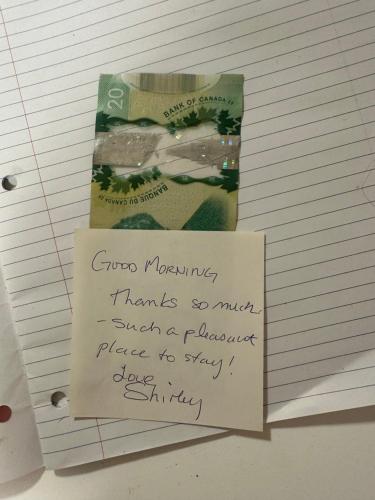 20
BANK OF CANADA
BANQUE DU CANADA
GOOD MORNING
Thanks so much
- such a pleasant
place to stay!
Love
Shirley